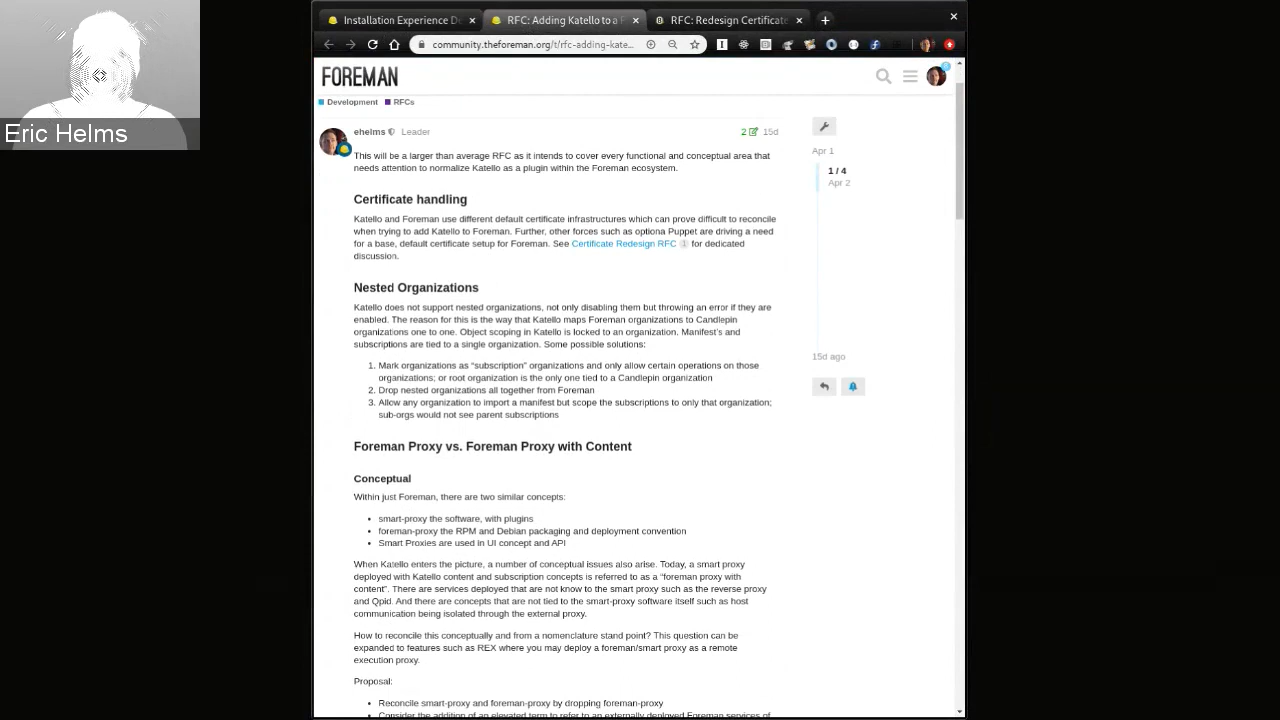 Installation Experience D
RFC: Adding Katello to a F
RFC: Redesign Certificate
community.theforeman.org/t/rfc-adding-kate...
FOREMAN
Development RFCs
ehelms Leader 2 15d
This will be a larger than average RFC as it intends to cover every functional and conceptual area that
needs attention to normalize Katello as a plugin within the Foreman ecosystem.
Certificate handling
Katello and Foreman use different default certificate infrastructures which can prove difficult to reconcile
when trying to add Katello to Foreman. Further, other forces such as optiona Puppet are driving a need
for a base, default certificate setup for Foreman. See Certificate Redesign RFC 1 for dedicated
discussion.
Nested Organizations
Katello does not support nested organizations, not only disabling them but throwing an error if they are
enabled. The reason for this is the way that Katello maps Foreman organizations to Candlepin
organizations one to one. Object scoping in Katello is locked to an organization. Manifest's and
subscriptions are tied to a single organization. Some possible solutions:
1. Mark organizations as “subscription” organizations and only allow certain operations on those
organizations; or root organization is the only one tied to a Candlepin organization
2. Drop nested organizations all together from Foreman
3. Allow any organization to import a manifest but scope the subscriptions to only that organization;
sub-orgs would not see parent subscriptions
Foreman Proxy vs. Foreman Proxy with Content
Conceptual
Within just Foreman, there are two similar concepts:
• smart-proxy the software, with plugins
• foreman-proxy the RPM and Debian packaging and deployment convention
• Smart Proxies are used in UI concept and API
When Katello enters the picture, a number of conceptual issues also arise. Today, a smart proxy
deployed with Katello content and subscription concepts is referred to as a “foreman proxy with
content”. There are services deployed that are not know to the smart proxy such as the reverse proxy
and Qpid. And there are concepts that are not tied to the smart-proxy software itself such as host
communication being isolated through the external proxy.
How to reconcile this conceptually and from a nomenclature stand point? This question can be
expanded to features such as REX where you may deploy a foreman/smart proxy as a remote
execution proxy.
Proposal:
• Reconcile smart-proxy and foreman-proxy by dropping foreman-proxy
• Consider the addition of an elevated term to refer to an externally deployed Foreman services of
Apr 1
1 / 4
Apr 2
15d ago
Eric Helms